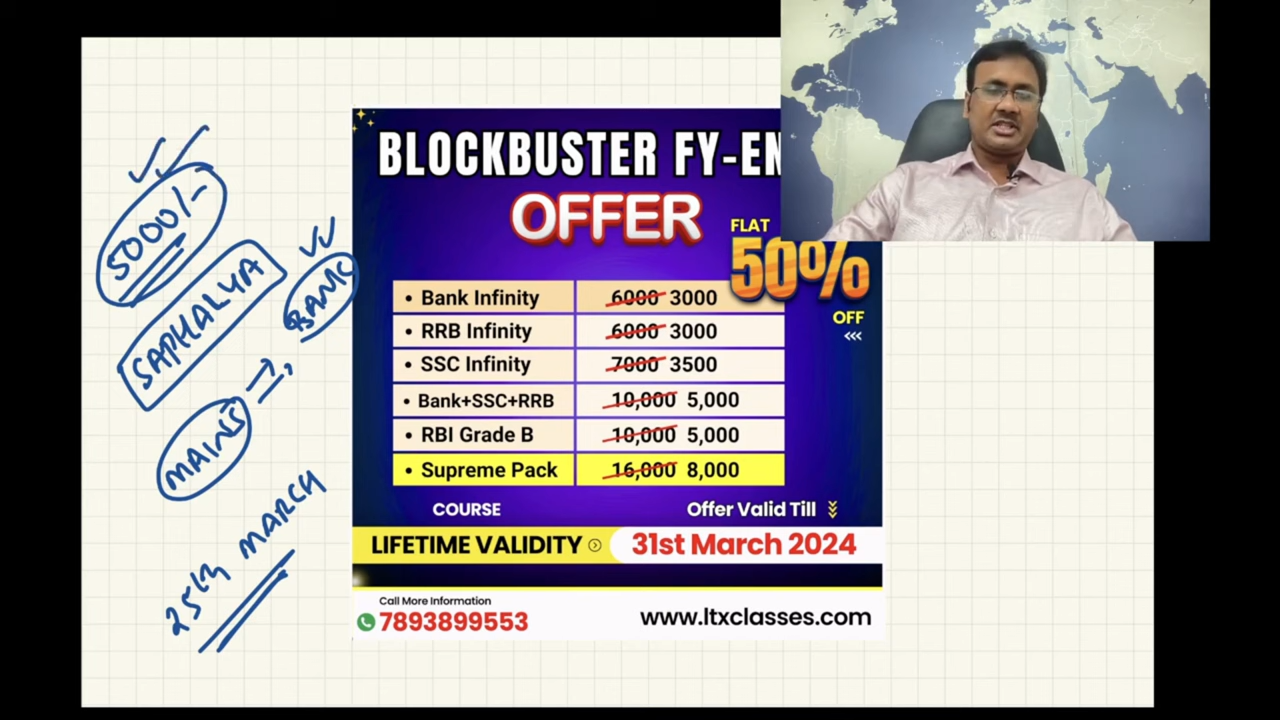 5000/-
SAPHALYA
BANK
MAINS
25th MARCH
BLOCKBUSTER FY-EN
OFFER
FLAT
50%
OFF
• Bank Infinity 6000 3000
• RRB Infinity 6000 3000
• SSC Infinity 7000 3500
• Bank+SSC+RRB 10,000 5,000
• RBI Grade B 10,000 5,000
• Supreme Pack 16,000 8,000
COURSE Offer Valid Till
LIFETIME VALIDITY 31st March 2024
Call More Information
7893899553
www.ltxclasses.com